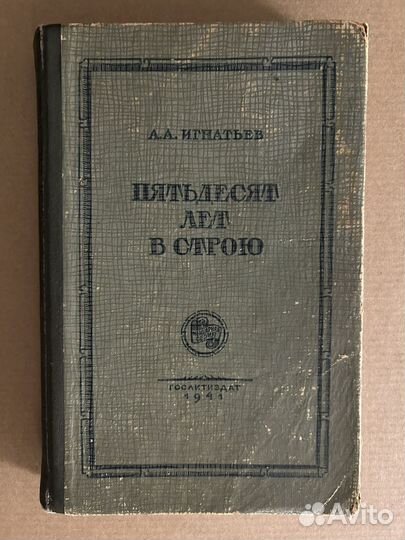 А.А. ИГНАТЬЕВ
ПЯТЬДЕСЯТ
ЛЕТ
В СТРОЮ
ГОСЛИТИЗДАТ
1941
Avito